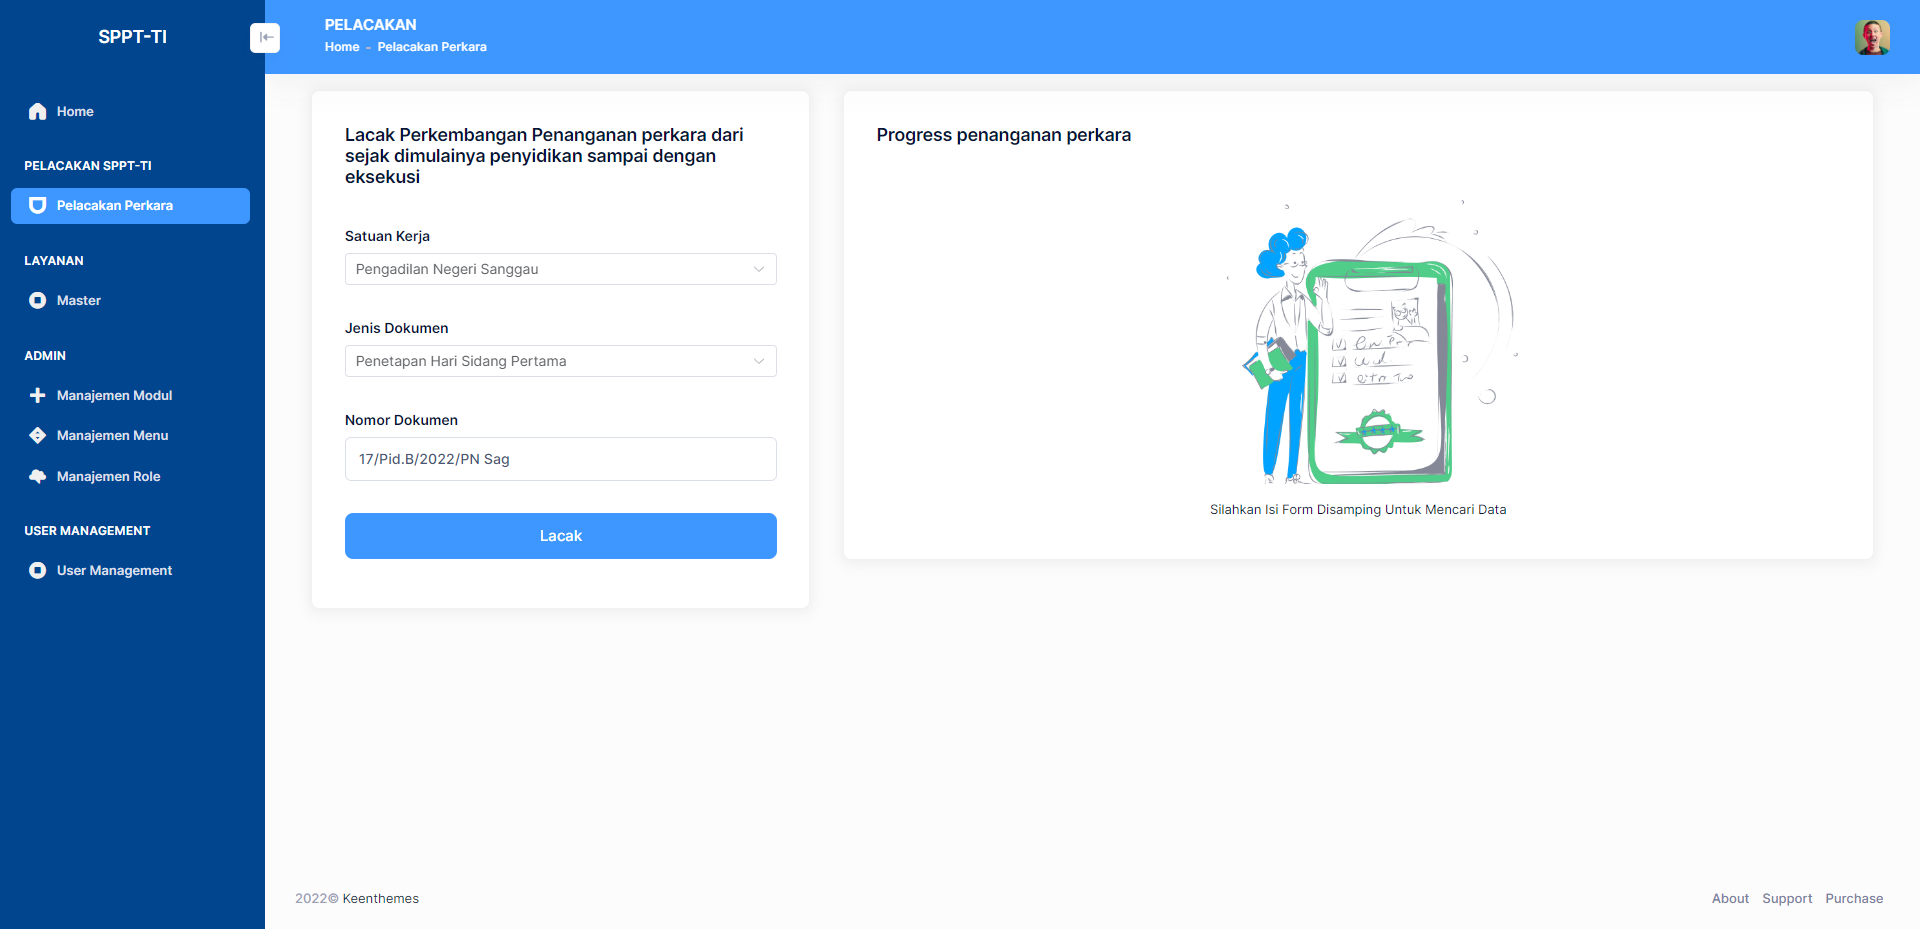 SPPT-TI
PELACAKAN
Home - Pelacakan Perkara
Home
PELACAKAN SPPT-TI
Pelacakan Perkara
LAYANAN
Master
ADMIN
Manajemen Modul
Manajemen Menu
Manajemen Role
USER MANAGEMENT
User Management
Lacak Perkembangan Penanganan perkara dari
sejak dimulainya penyidikan sampai dengan
eksekusi
Satuan Kerja
Pengadilan Negeri Sanggau
Jenis Dokumen
Penetapan Hari Sidang Pertama
Nomor Dokumen
17/Pid.B/2022/PN Sag
Lacak
Progress penanganan perkara
Silahkan Isi Form Disamping Untuk Mencari Data
2022© Keenthemes
About Support Purchase